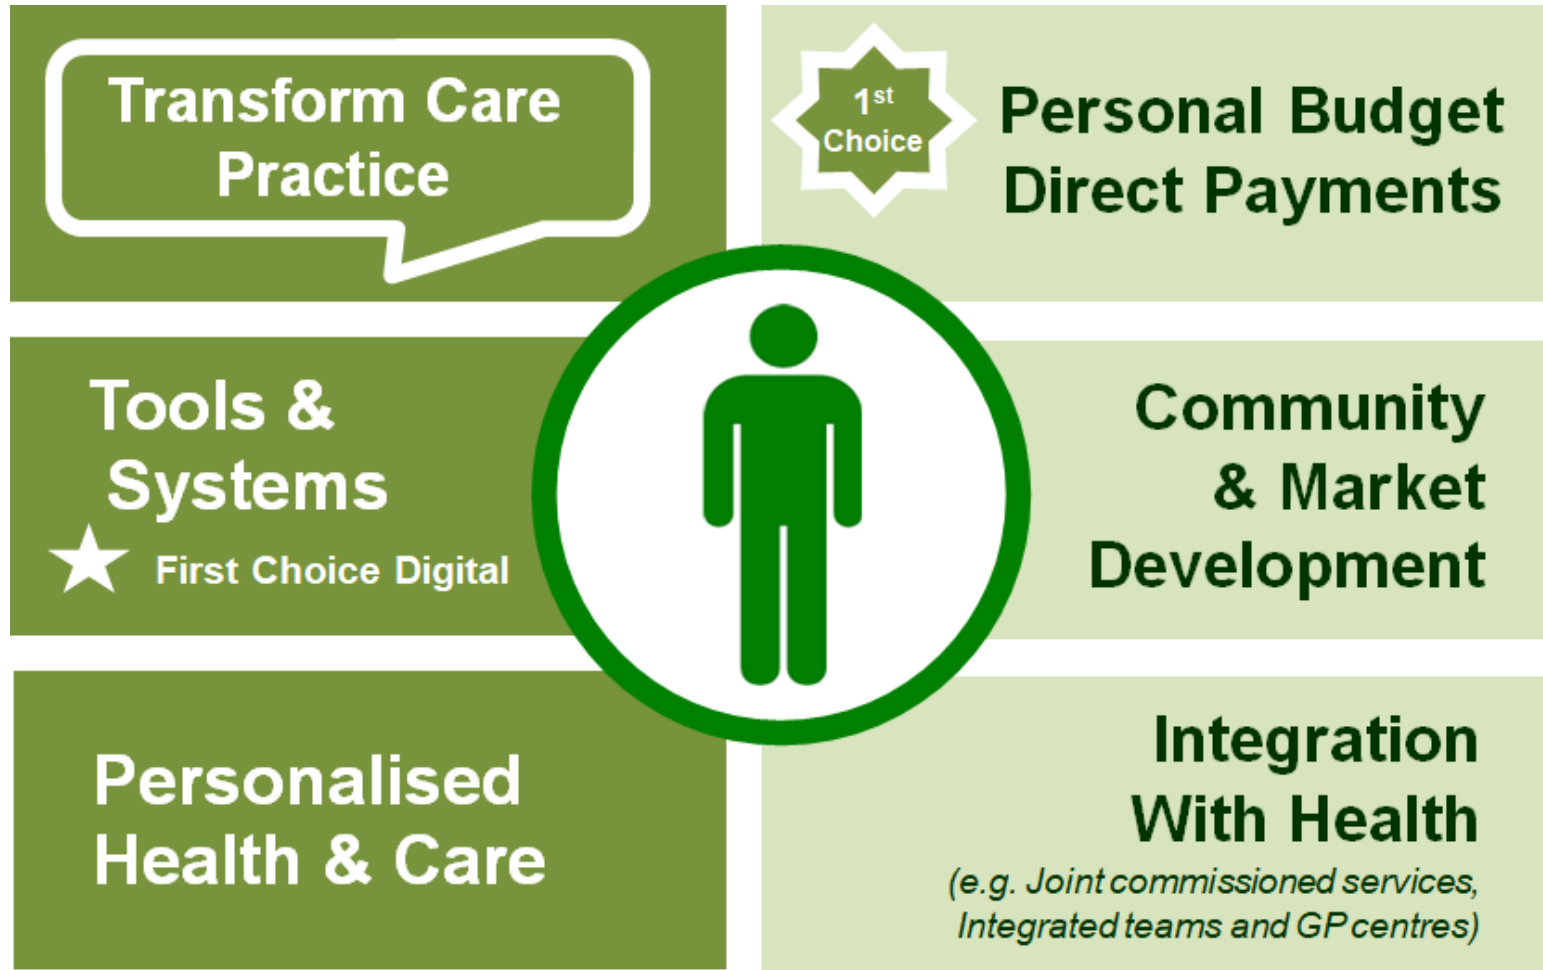 Transform Care
Practice
1st
Choice
Personal Budget
Direct Payments
Tools &
Systems
First Choice Digital
Community
& Market
Development
Personalised
Health & Care
Integration
With Health
(e.g. Joint commissioned services,
Integrated teams and GP centres)